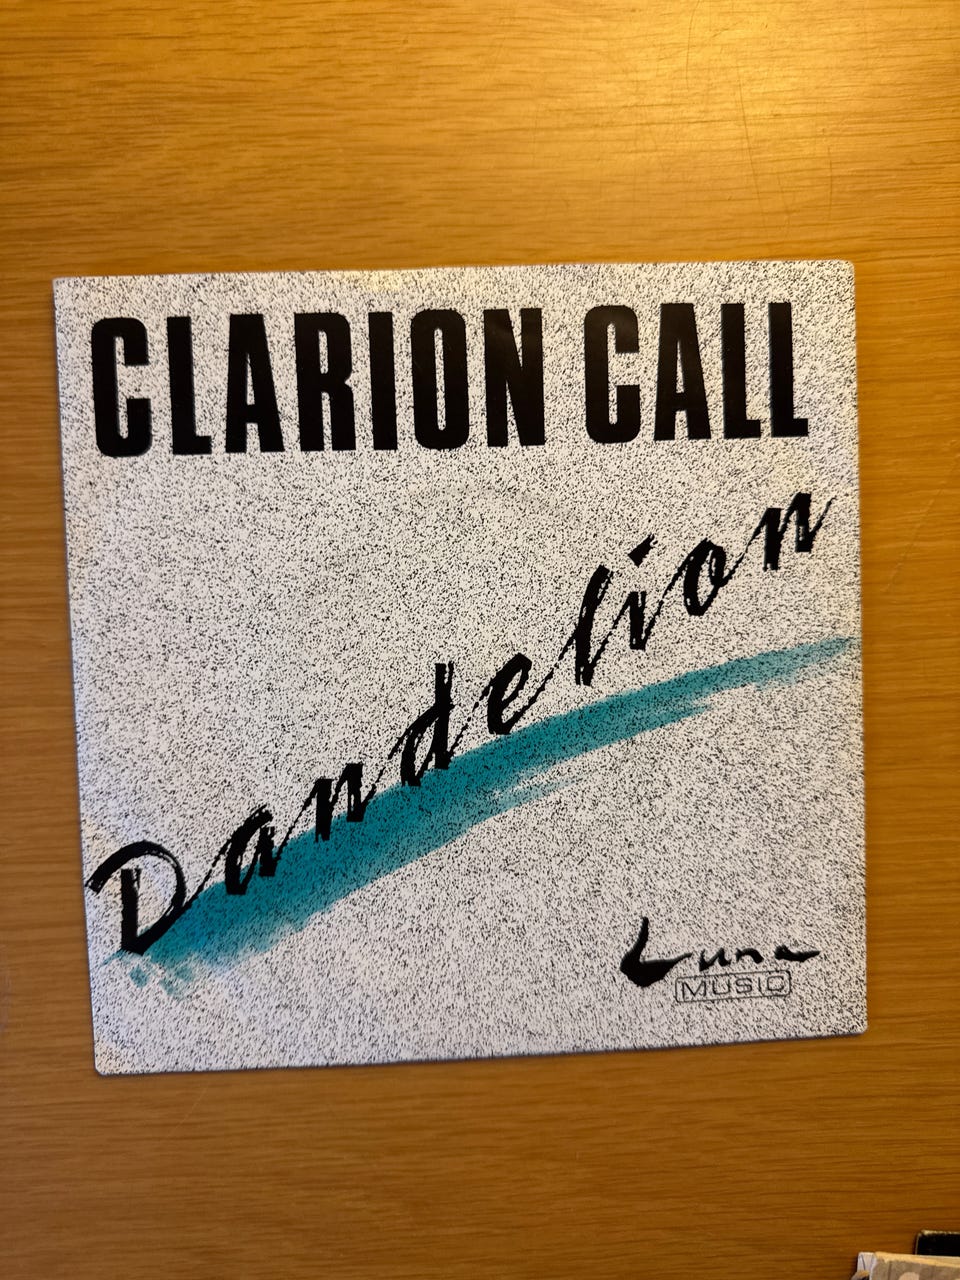 CLARION CALL
Dandelion
Luna
MUSIC